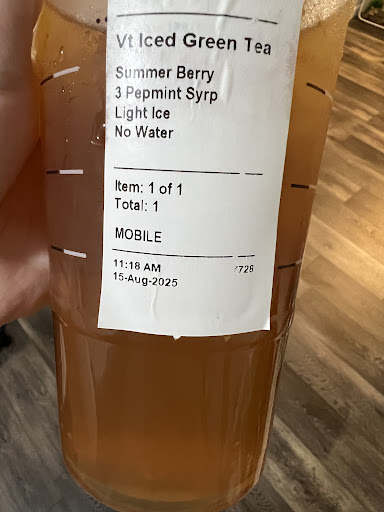 Vt Iced Green Tea
Summer Berry
3 Pepmint Syrp
Light Ice
No Water
Item: 1 of 1
Total: 1
MOBILE
11:18 AM
15-Aug-2025